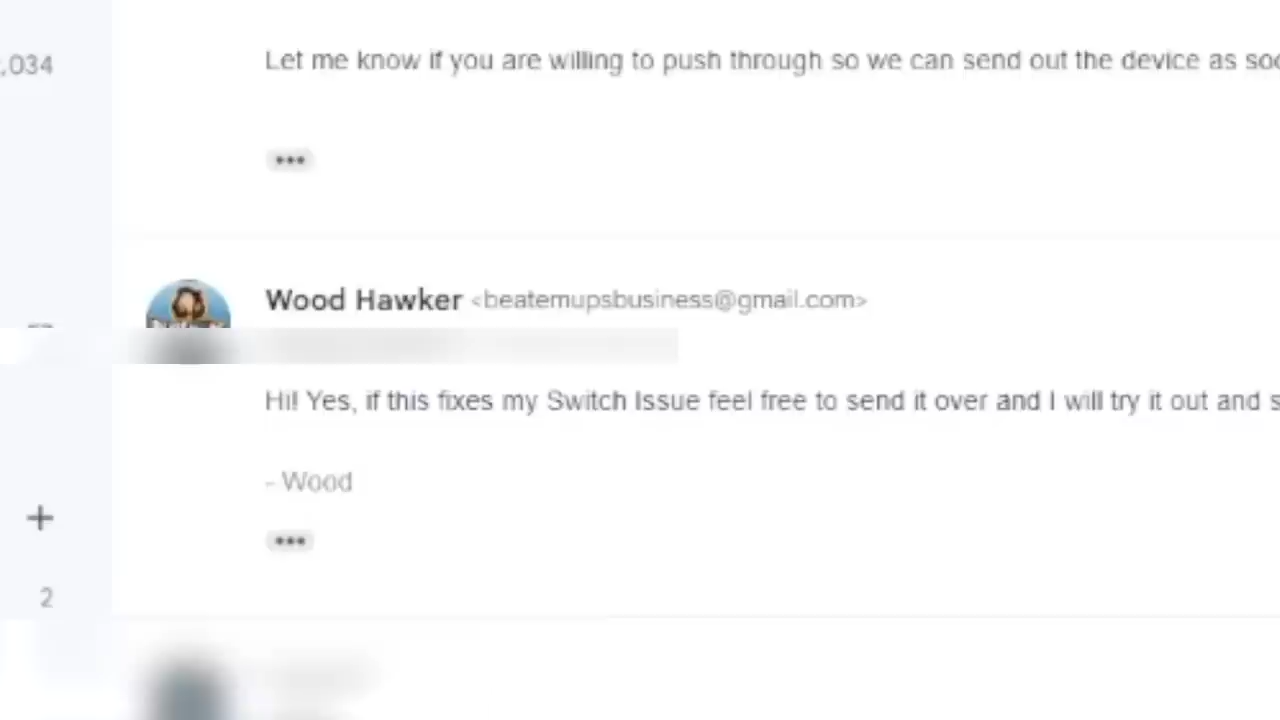 ,034
Let me know if you are willing to push through so we can send out the device as soo
•••
Wood Hawker <beatemupsbusiness@gmail.com>
Hi! Yes, if this fixes my Switch Issue feel free to send it over and I will try it out and s
- Wood
•••
+
2